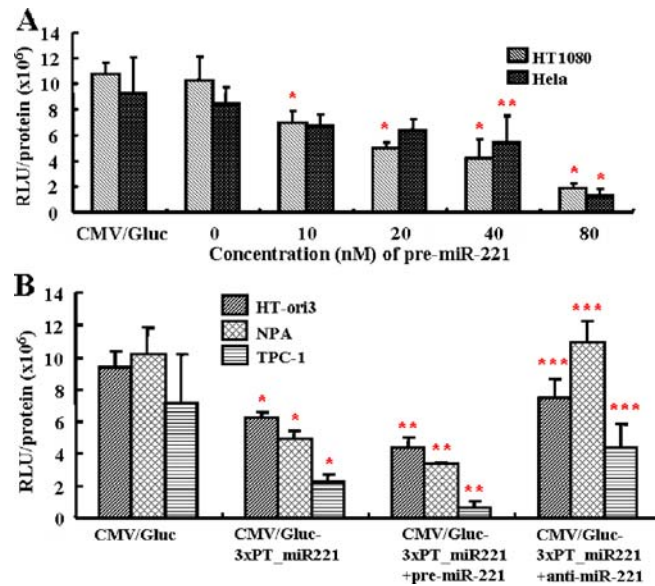 A
RLU/protein (x10⁶)
14
12
10
8
6
4
2
0
HT1080
Hela
*
*
*
**
*
*
CMV/Gluc
0
10
20
40
80
Concentration (nM) of pre-miR-221
B
RLU/protein (x10⁶)
14
12
10
8
6
4
2
0
HT-ori3
NPA
TPC-1
*
*
*
**
**
**
***
***
***
CMV/Gluc
CMV/Gluc-
3xPT_miR221
CMV/Gluc-
3xPT_miR221
+pre-miR-221
CMV/Gluc-
3xPT_miR221
+anti-miR-221